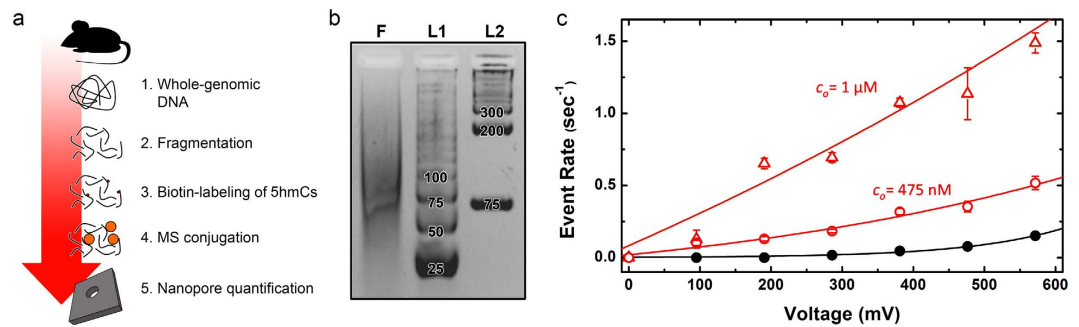 a
1. Whole-genomic
DNA
2. Fragmentation
3. Biotin-labeling of 5hmCs
4. MS conjugation
5. Nanopore quantification
b
F L1 L2
300
200
100
75
75
50
25
c
Event Rate (sec⁻¹)
1.5
1.0
0.5
0.0
cₒ= 1 μM
cₒ= 475 nM
0 100 200 300 400 500 600
Voltage (mV)